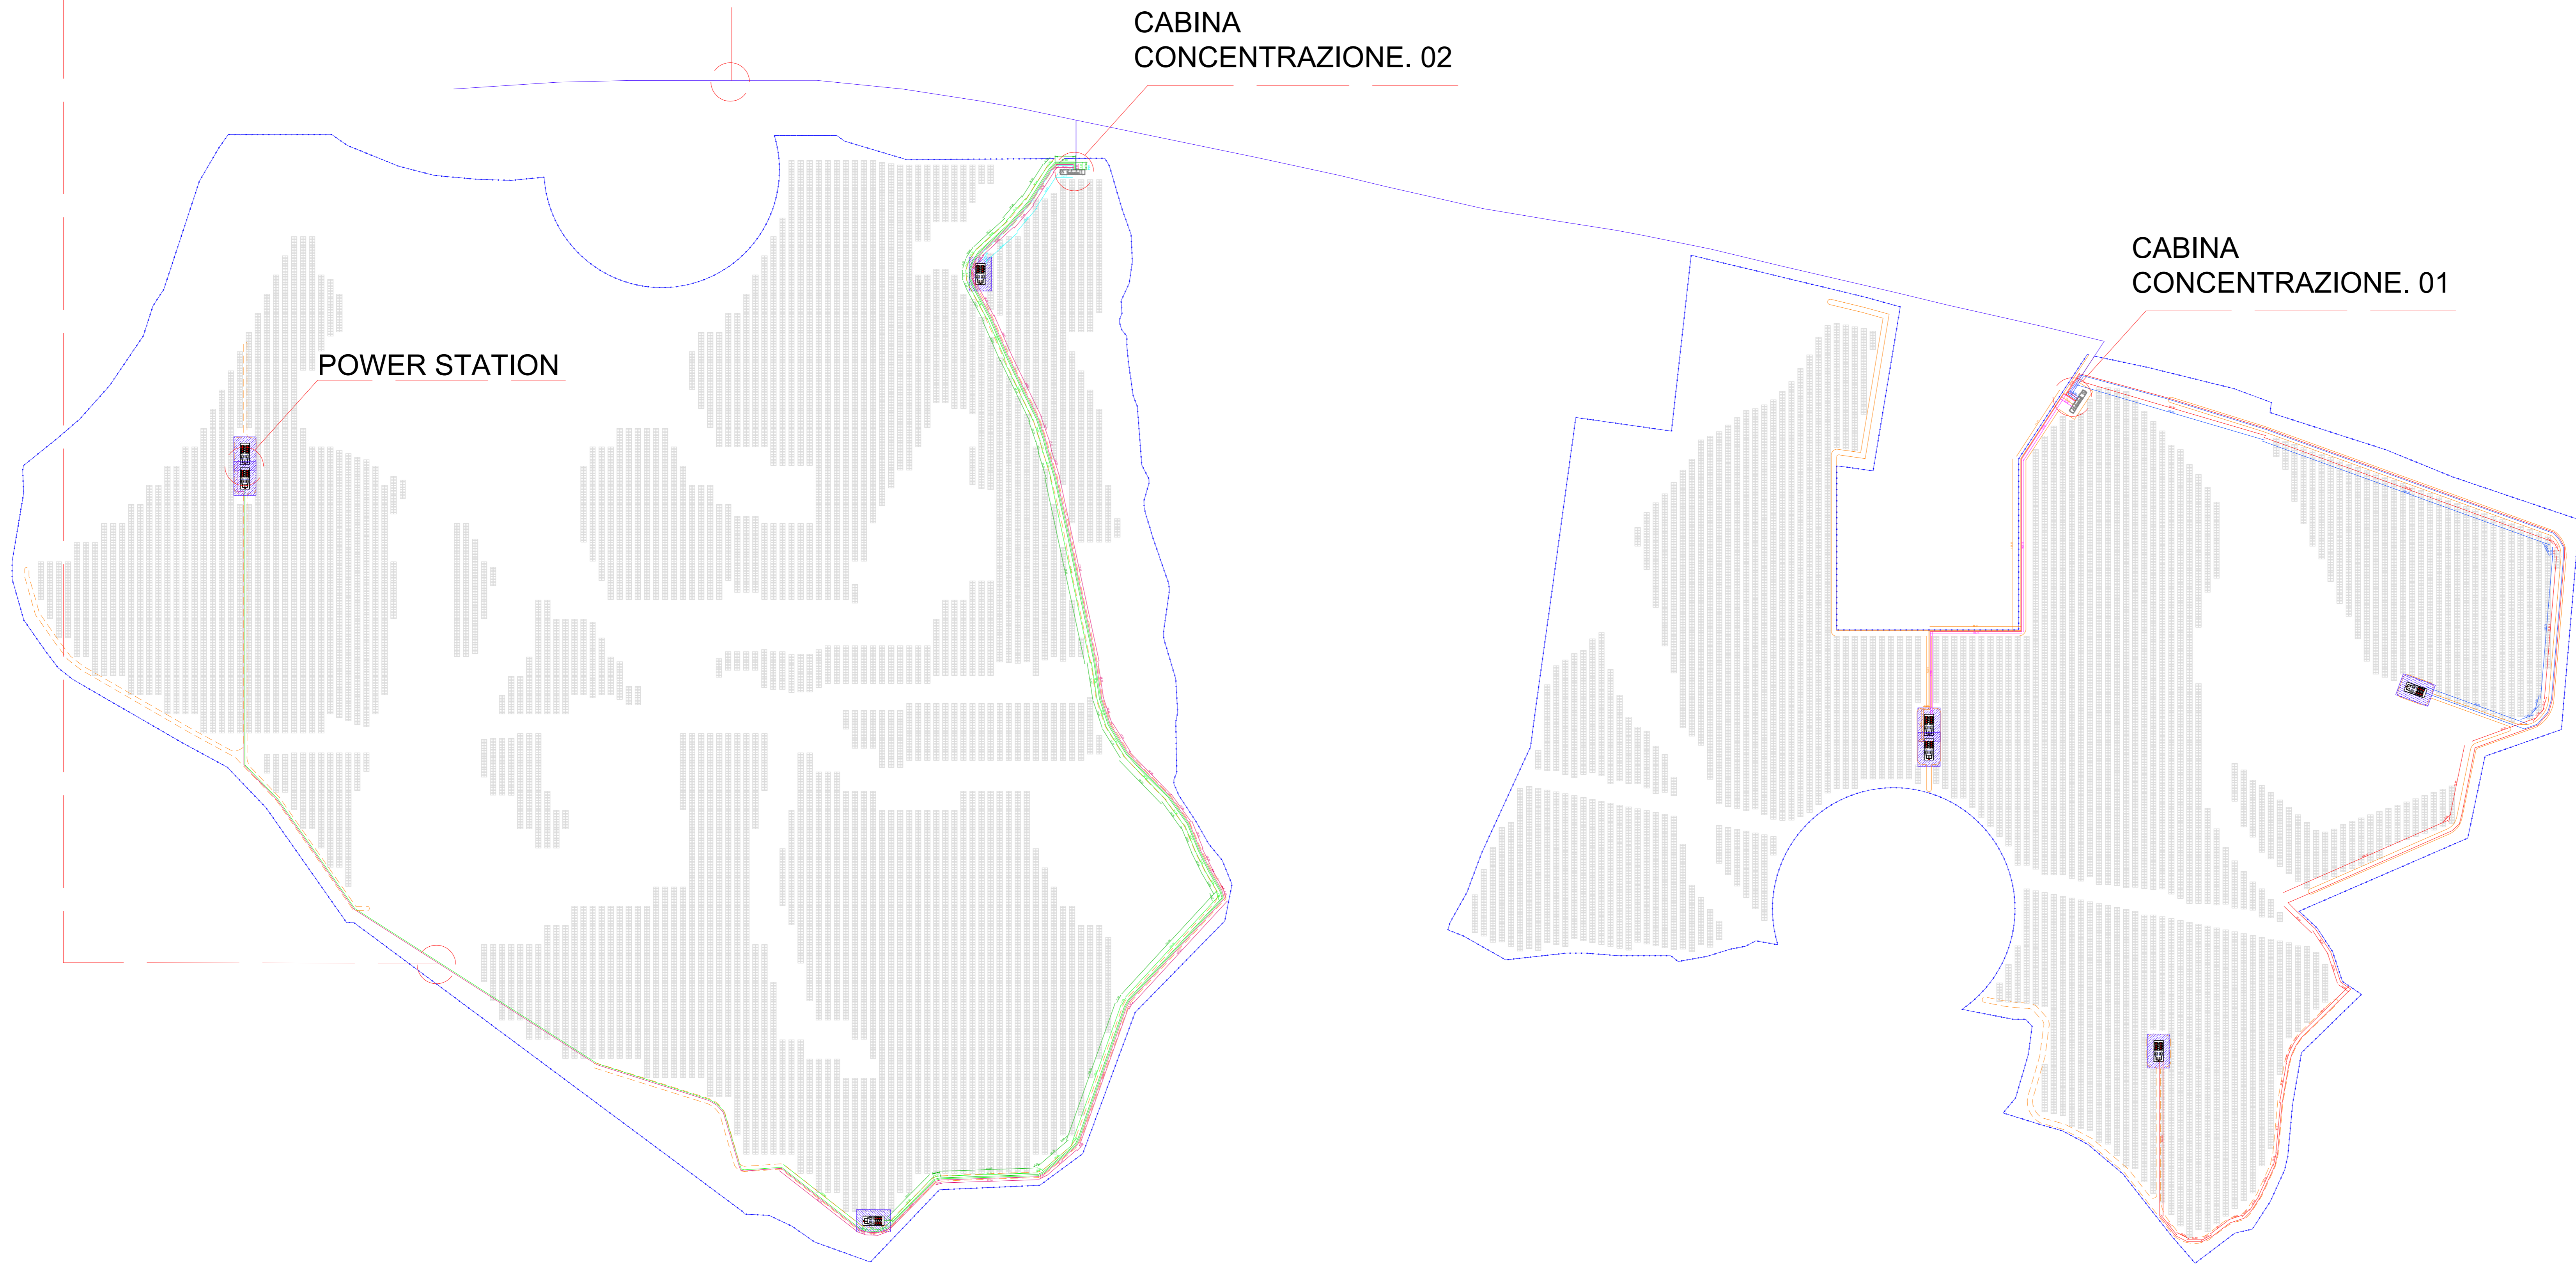 CABINA
CONCENTRAZIONE. 02
CABINA
CONCENTRAZIONE. 01
POWER STATION